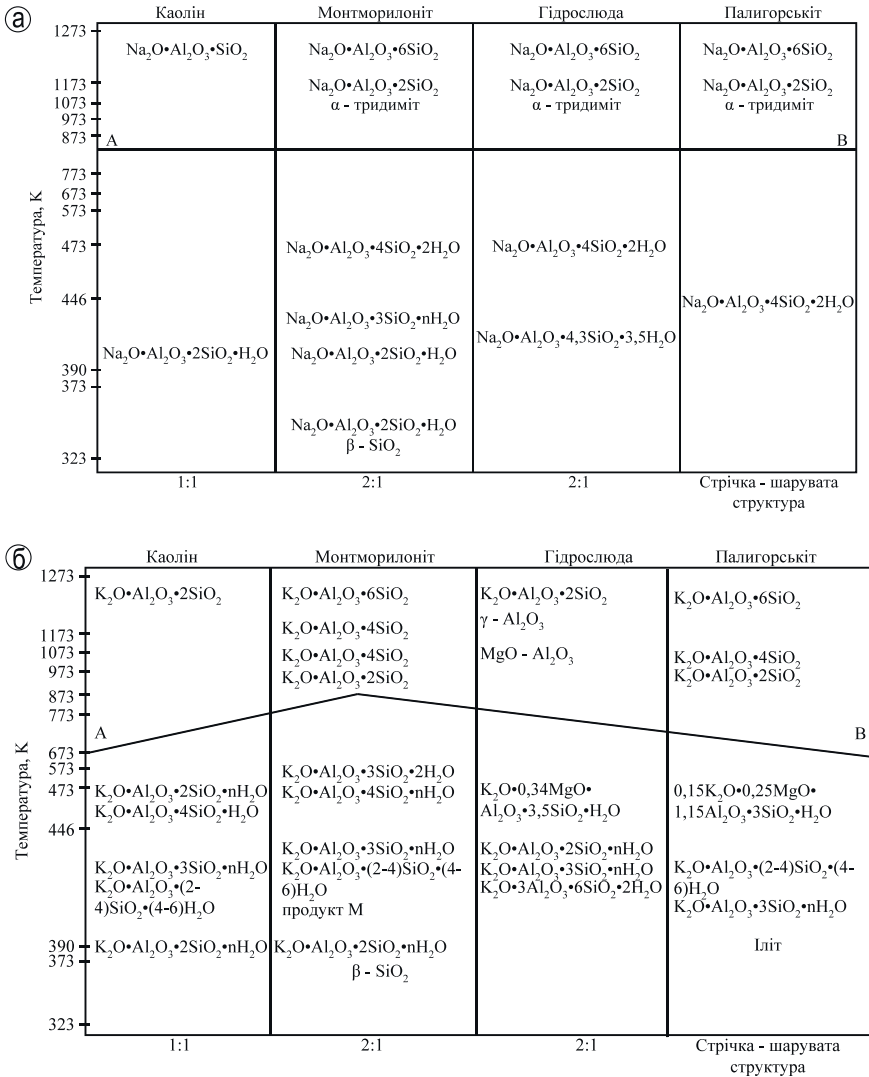 а
Каолін Монтморилоніт Гідрослюда Палигорськіт
Температура, К
1273
1173
1073
973
873
773
673
573
473
446
390
373
323
Na₂O•Al₂O₃•SiO₂
A
Na₂O•Al₂O₃•2SiO₂•H₂O
1:1
Na₂O•Al₂O₃•6SiO₂
Na₂O•Al₂O₃•2SiO₂
α - тридиміт
Na₂O•Al₂O₃•4SiO₂•2H₂O
Na₂O•Al₂O₃•3SiO₂•nH₂O
Na₂O•Al₂O₃•2SiO₂•H₂O
Na₂O•Al₂O₃•2SiO₂•H₂O
β - SiO₂
2:1
Na₂O•Al₂O₃•6SiO₂
Na₂O•Al₂O₃•2SiO₂
α - тридиміт
Na₂O•Al₂O₃•4SiO₂•2H₂O
Na₂O•Al₂O₃•4,3SiO₂•3,5H₂O
2:1
Na₂O•Al₂O₃•6SiO₂
Na₂O•Al₂O₃•2SiO₂
α - тридиміт
B
Na₂O•Al₂O₃•4SiO₂•2H₂O
Стрічка - шарувата
структура
б
Каолін Монтморилоніт Гідрослюда Палигорськіт
Температура, К
1273
1173
1073
973
873
773
673
573
473
446
390
373
323
K₂O•Al₂O₃•2SiO₂
A
K₂O•Al₂O₃•2SiO₂•nH₂O
K₂O•Al₂O₃•4SiO₂•H₂O
K₂O•Al₂O₃•3SiO₂•nH₂O
K₂O•Al₂O₃•(2-
4)SiO₂•(4-6)H₂O
K₂O•Al₂O₃•2SiO₂•nH₂O
1:1
K₂O•Al₂O₃•6SiO₂
K₂O•Al₂O₃•4SiO₂
K₂O•Al₂O₃•4SiO₂
K₂O•Al₂O₃•2SiO₂
K₂O•Al₂O₃•3SiO₂•2H₂O
K₂O•Al₂O₃•4SiO₂•nH₂O
K₂O•Al₂O₃•3SiO₂•nH₂O
K₂O•Al₂O₃•(2-4)SiO₂•(4-
6)H₂O
продукт М
K₂O•Al₂O₃•2SiO₂•nH₂O
β - SiO₂
2:1
K₂O•Al₂O₃•2SiO₂
γ - Al₂O₃
MgO - Al₂O₃
K₂O•0,34MgO•
Al₂O₃•3,5SiO₂•H₂O
K₂O•Al₂O₃•2SiO₂•nH₂O
K₂O•Al₂O₃•3SiO₂•nH₂O
K₂O•3Al₂O₃•6SiO₂•2H₂O
2:1
K₂O•Al₂O₃•6SiO₂
K₂O•Al₂O₃•4SiO₂
K₂O•Al₂O₃•2SiO₂
B
0,15K₂O•0,25MgO•
1,15Al₂O₃•3SiO₂•H₂O
K₂O•Al₂O₃•(2-4)SiO₂•(4-
6)H₂O
K₂O•Al₂O₃•3SiO₂•nH₂O
Іліт
Стрічка - шарувата
структура